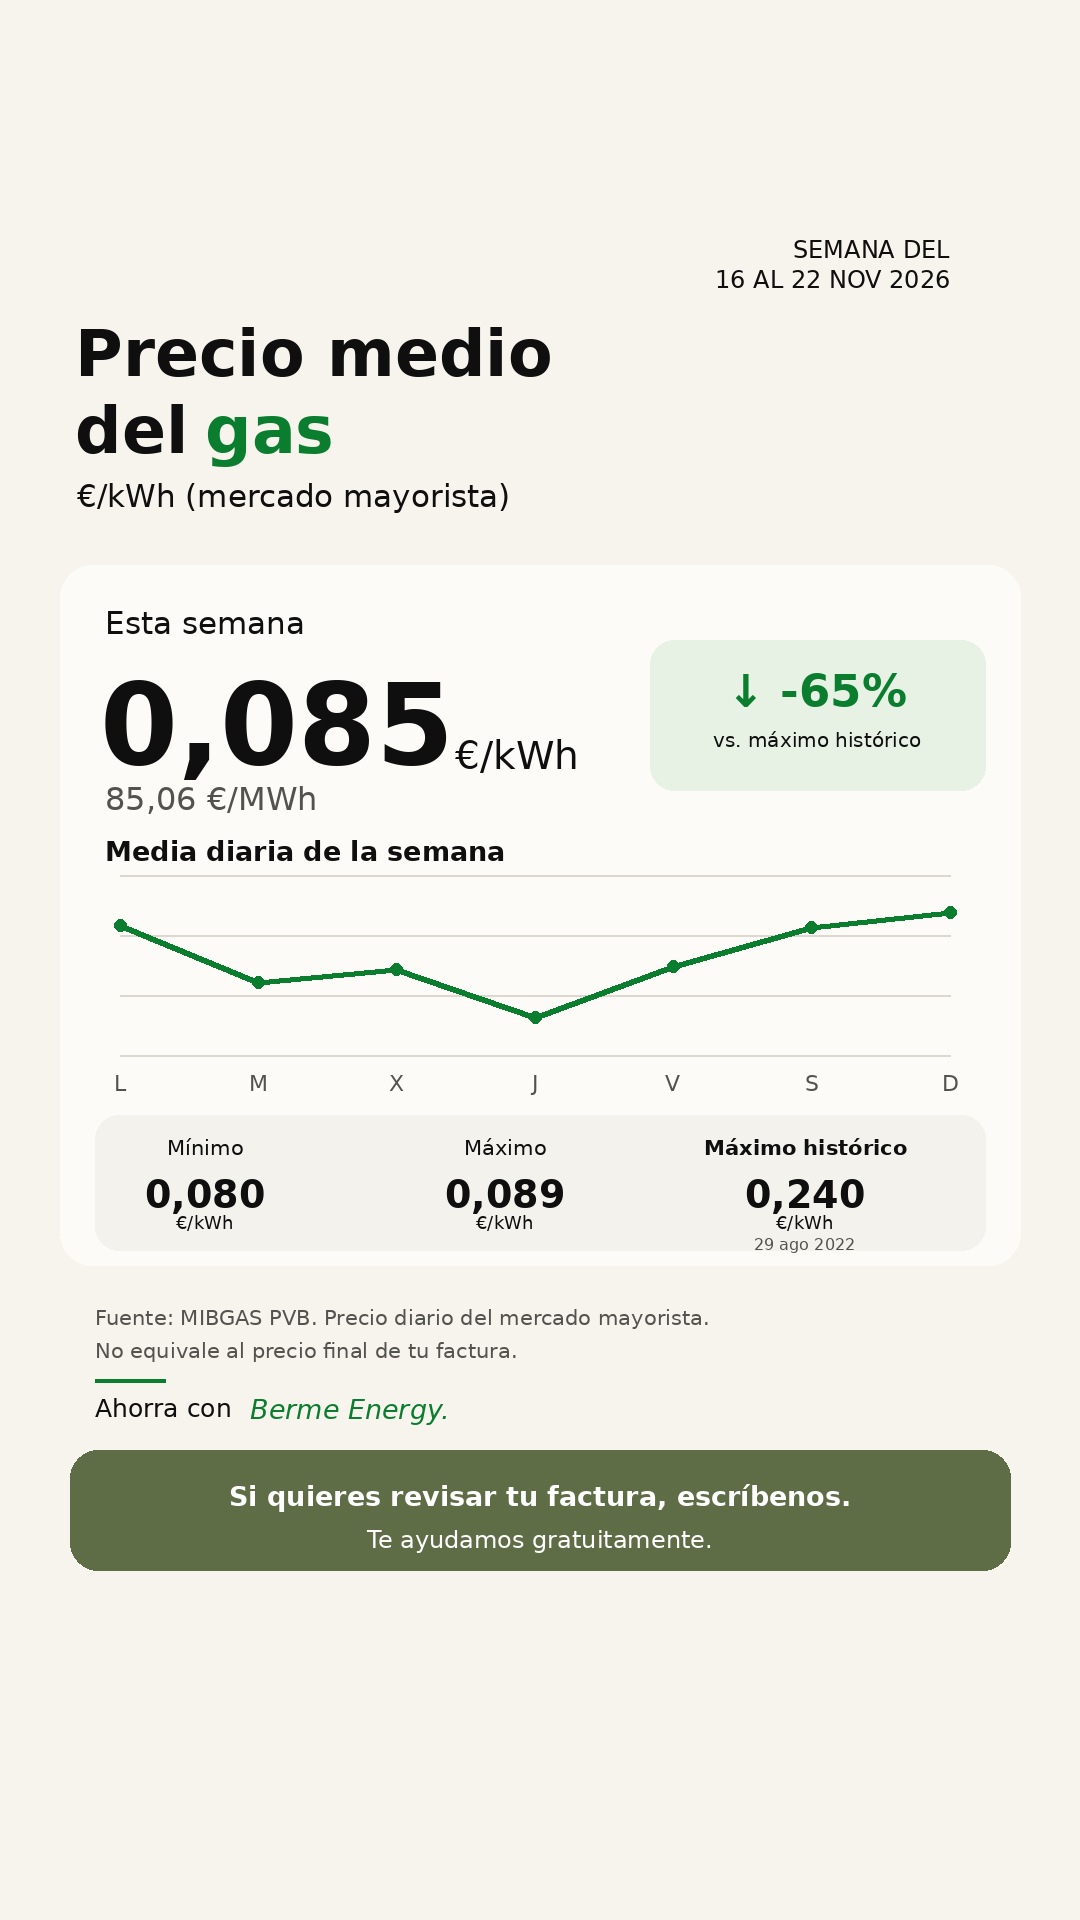 SEMANA DEL
16 AL 22 NOV 2026
Precio medio
del gas
€/kWh (mercado mayorista)
Esta semana
0,085 €/kWh
85,06 €/MWh
↓ -65%
vs. máximo histórico
Media diaria de la semana
L M X J V S D
Mínimo Máximo Máximo histórico
0,080 0,089 0,240
€/kWh €/kWh €/kWh
29 ago 2022
Fuente: MIBGAS PVB. Precio diario del mercado mayorista.
No equivale al precio final de tu factura.
Ahorra con Berme Energy.
Si quieres revisar tu factura, escríbenos.
Te ayudamos gratuitamente.